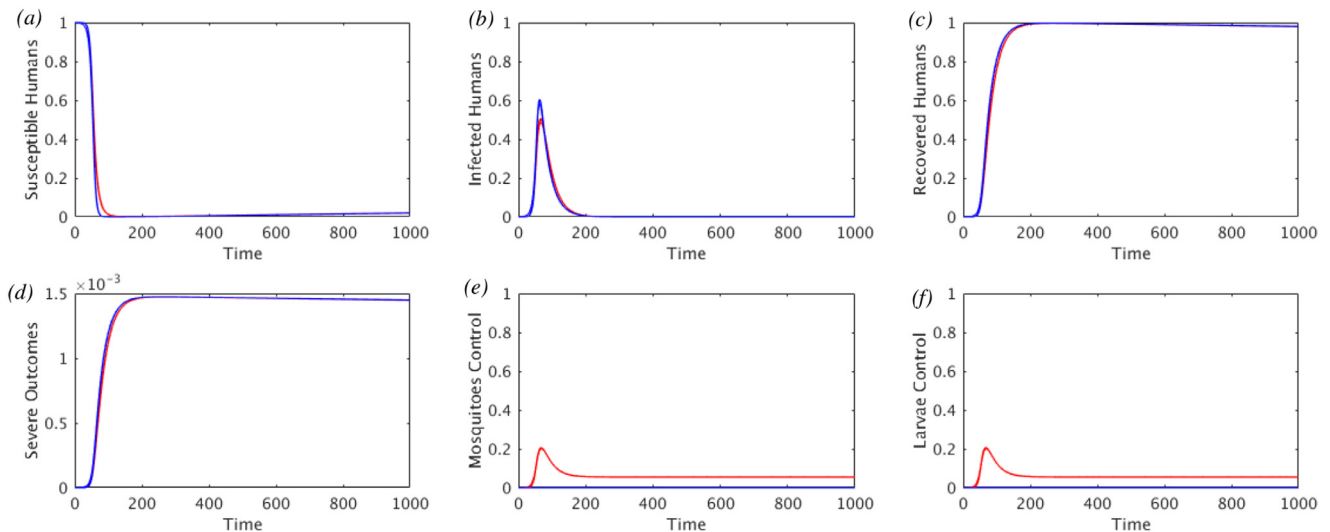 (a)
Susceptible Humans
1
0.8
0.6
0.4
0.2
0
0 200 400 600 800 1000
Time
(b)
Infected Humans
1
0.8
0.6
0.4
0.2
0
0 200 400 600 800 1000
Time
(c)
Recovered Humans
1
0.8
0.6
0.4
0.2
0
0 200 400 600 800 1000
Time
(d)
×10⁻³
Severe Outcomes
1.5
1
0.5
0
0 200 400 600 800 1000
Time
(e)
Mosquitoes Control
1
0.8
0.6
0.4
0.2
0
0 200 400 600 800 1000
Time
(f)
Larvae Control
1
0.8
0.6
0.4
0.2
0
0 200 400 600 800 1000
Time